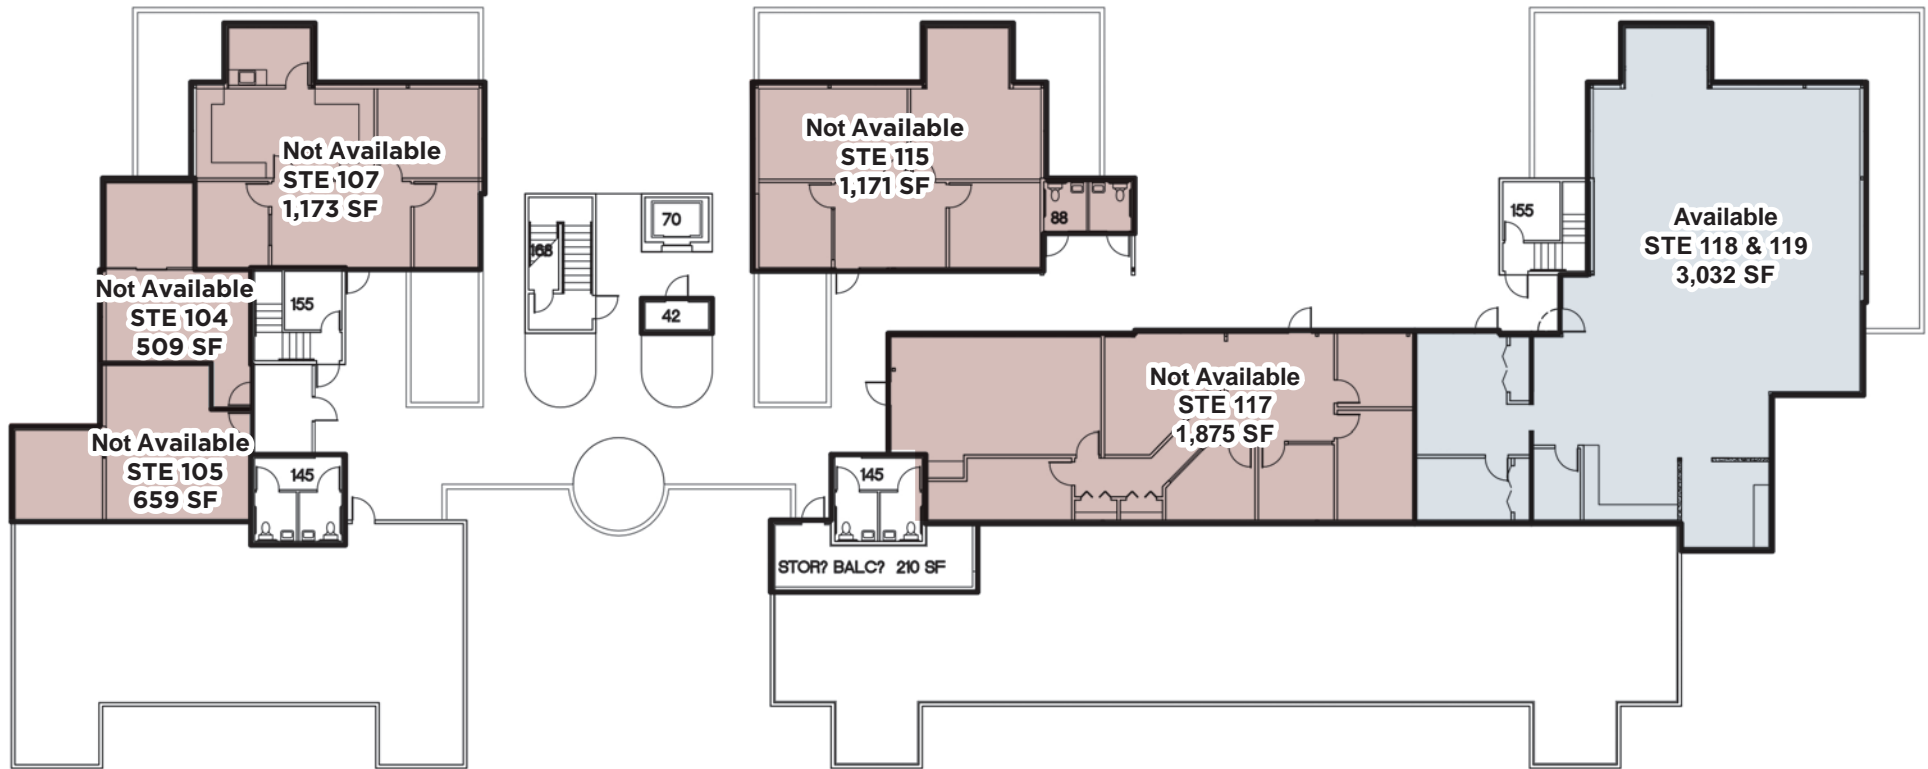 Not Available
STE 107
1,173 SF
Not Available
STE 104
509 SF
155
Not Available
STE 105
659 SF
145
168
70
42
Not Available
STE 115
1,171 SF
88
145
STOR? BALC? 210 SF
Not Available
STE 117
1,875 SF
155
Available
STE 118 & 119
3,032 SF